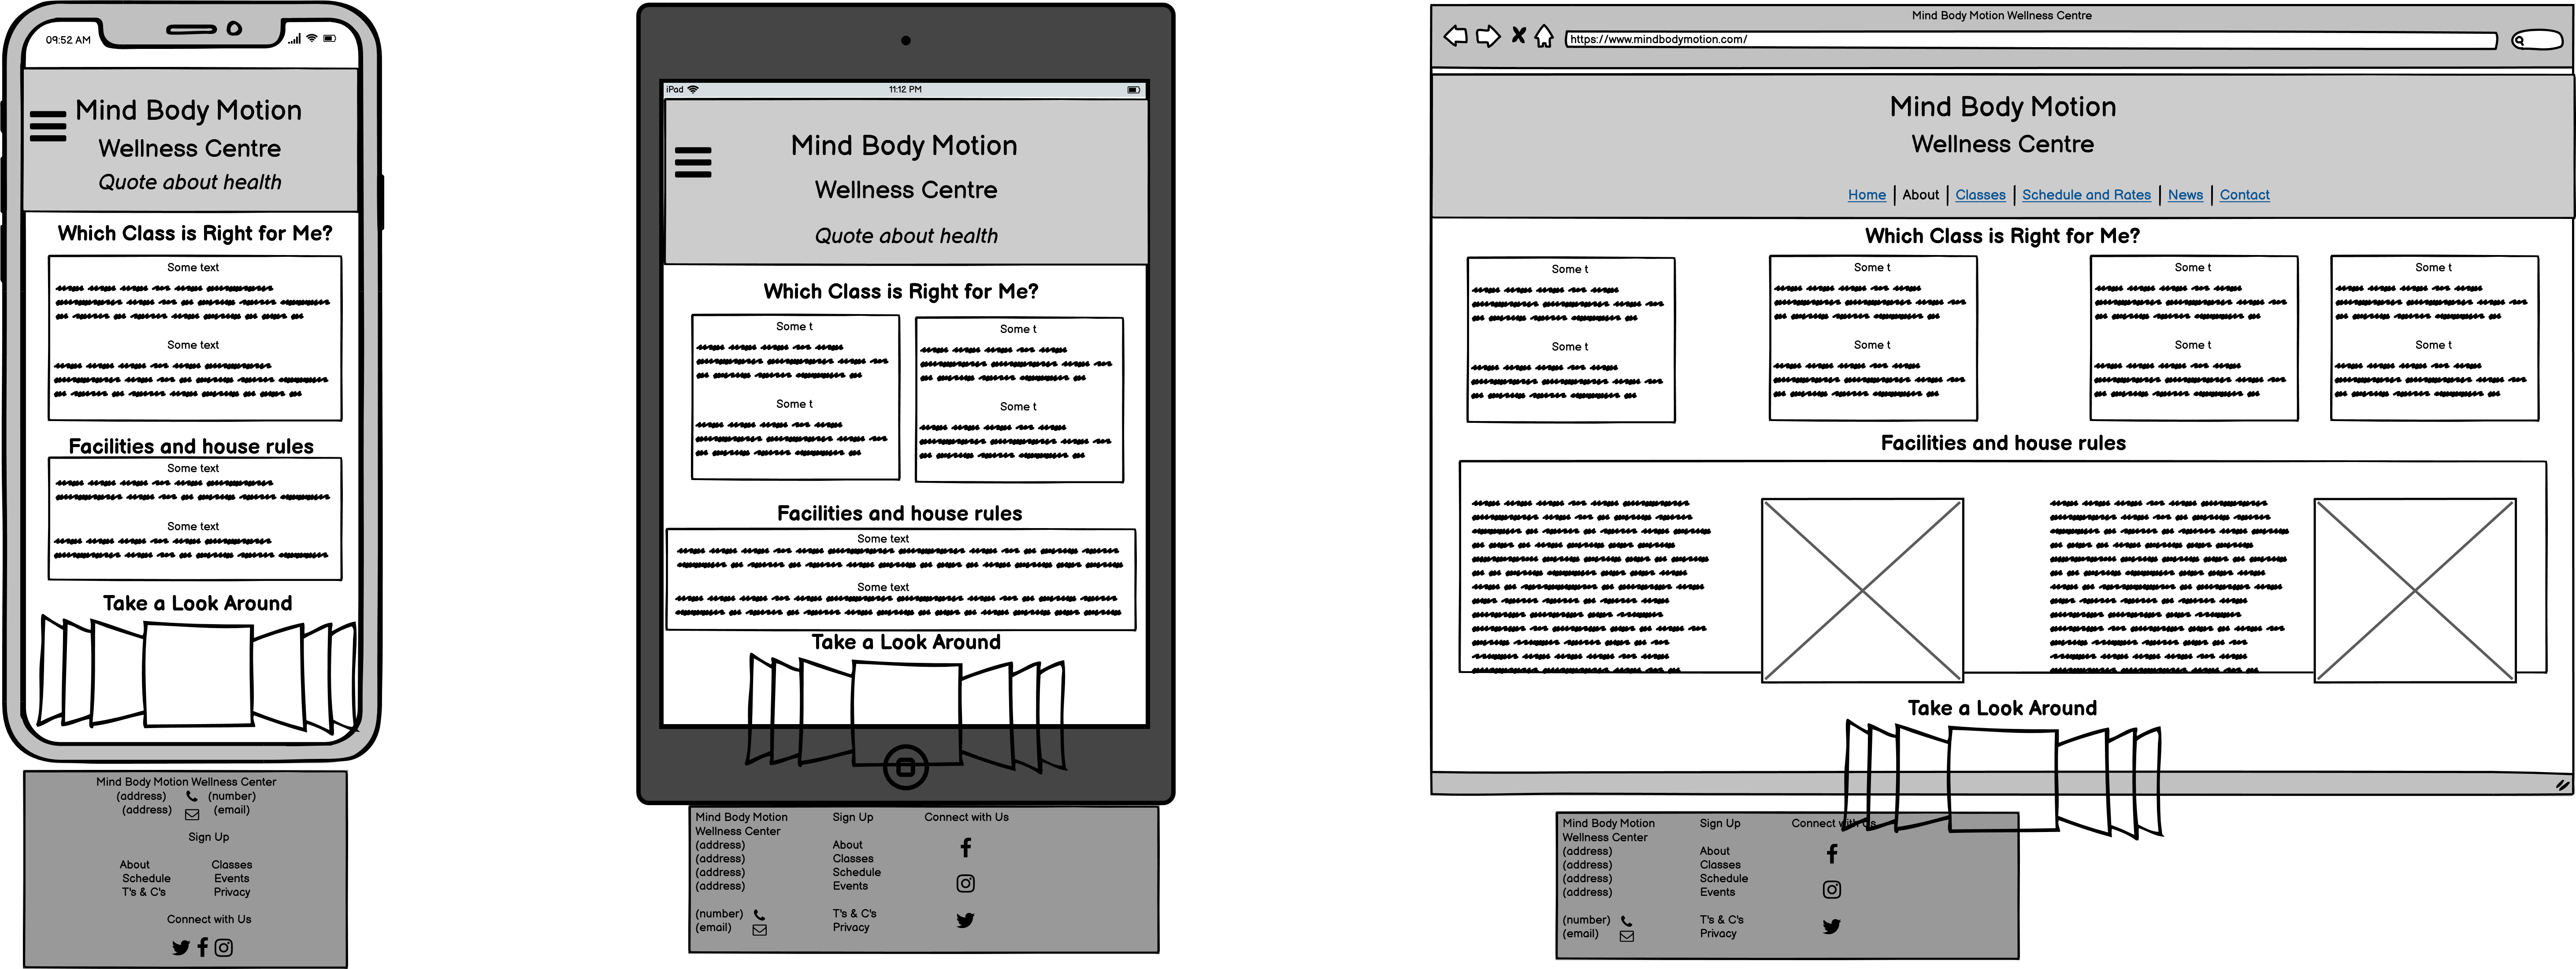 09:52 AM
Mind Body Motion
Wellness Centre
Quote about health
Which Class is Right for Me?
Some text
Some text
Facilities and house rules
Some text
Some text
Take a Look Around
Mind Body Motion Wellness Center
(address) (number)
(address) (email)
Sign Up
About Classes
Schedule Events
T's & C's Privacy
Connect with Us
iPad 11:12 PM
Mind Body Motion
Wellness Centre
Quote about health
Which Class is Right for Me?
Some t Some t
Some t Some t
Facilities and house rules
Some text
Some text
Take a Look Around
Mind Body Motion Sign Up Connect with Us
Wellness Center
(address) About
(address) Classes
(address) Schedule
(address) Events
(number) T's & C's
(email) Privacy
Mind Body Motion Wellness Centre
https://www.mindbodymotion.com/
Mind Body Motion
Wellness Centre
Home About Classes Schedule and Rates News Contact
Which Class is Right for Me?
Some t Some t Some t Some t
Some t Some t Some t Some t
Facilities and house rules
Take a Look Around
Mind Body Motion Sign Up Connect with Us
Wellness Center
(address) About
(address) Classes
(address) Schedule
(address) Events
(number) T's & C's
(email) Privacy